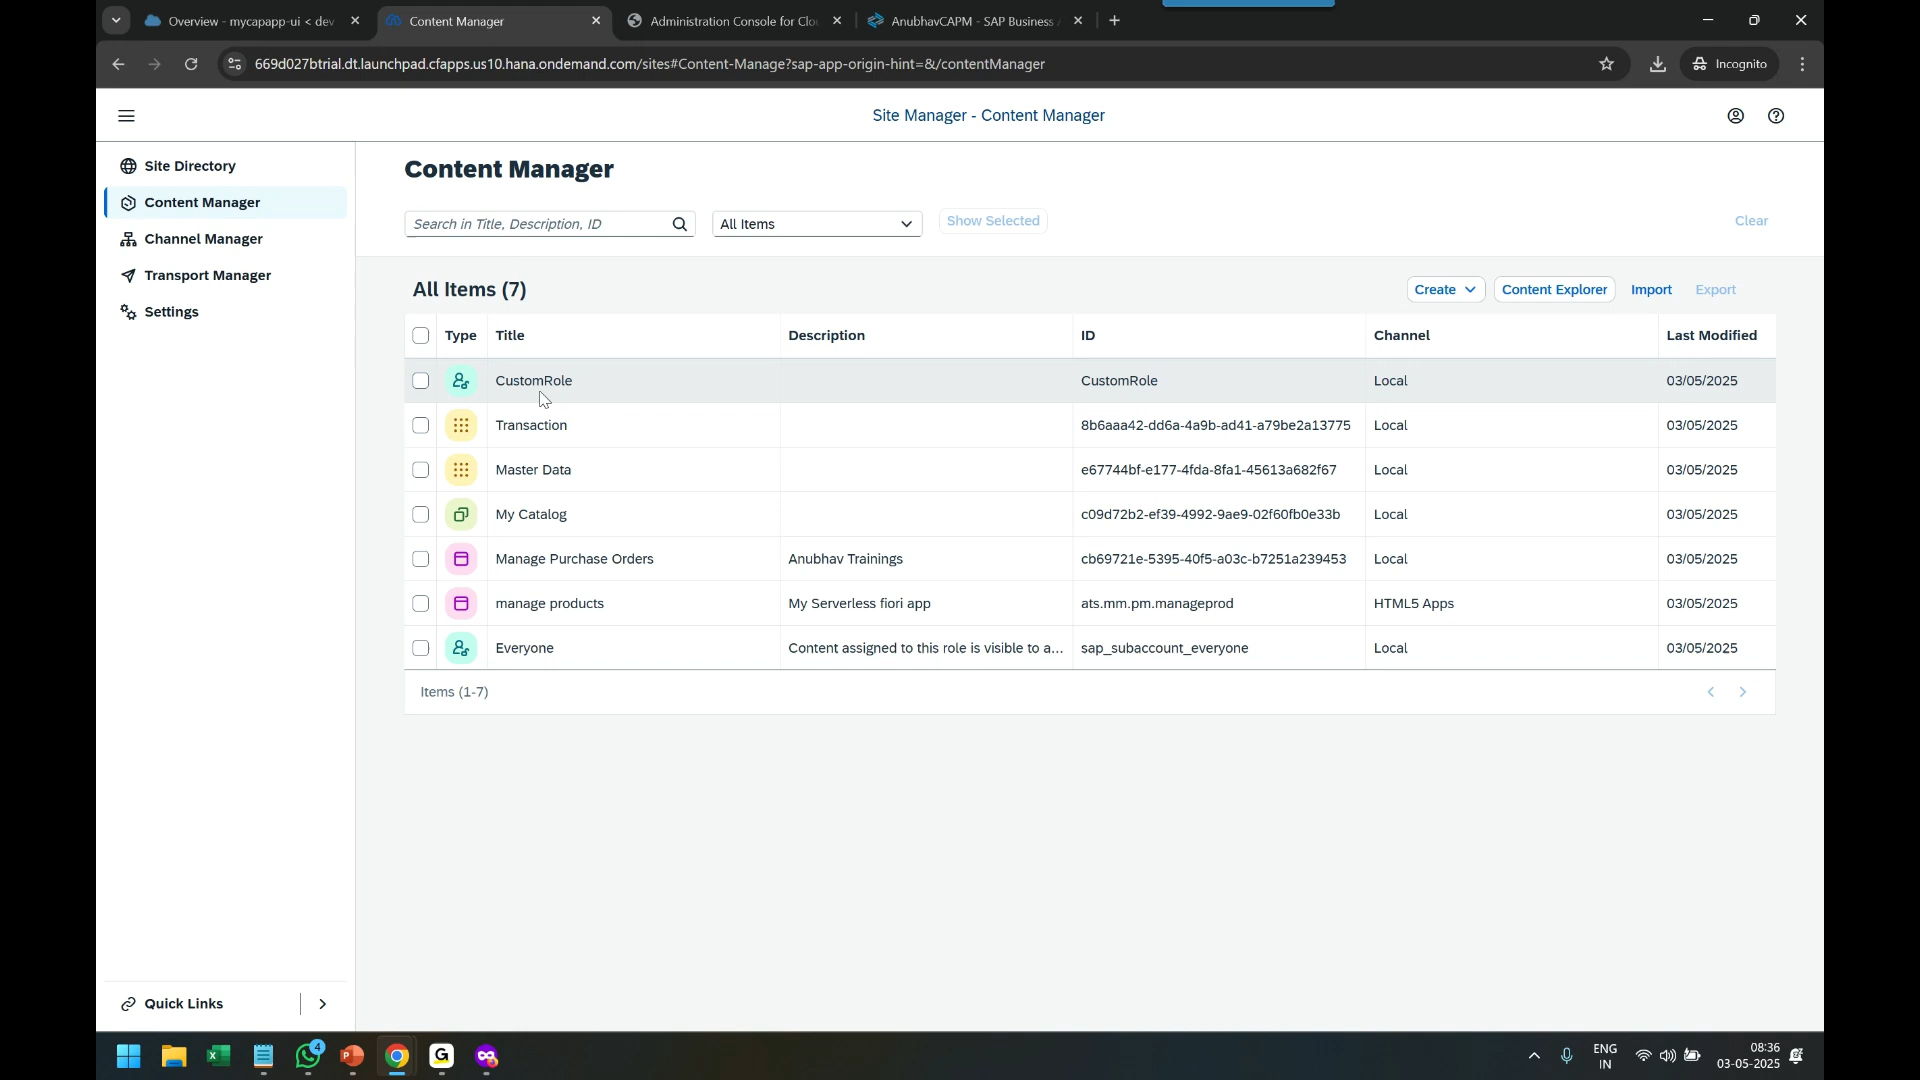 Overview - mycapapp-ui < dev
Content Manager
Administration Console for Clo
AnubhavCAPM - SAP Business A
669d027btrial.dt.launchpad.cfapps.us10.hana.ondemand.com/sites#Content-Manage?sap-app-origin-hint=&/contentManager
Incognito
Site Manager - Content Manager
Site Directory
Content Manager
Channel Manager
Transport Manager
Settings
Content Manager
Search in Title, Description, ID
All Items
Show Selected
Clear
All Items (7)
Create
Content Explorer
Import
Export
Type Title Description ID Channel Last Modified
CustomRole CustomRole Local 03/05/2025
Transaction 8b6aaa42-dd6a-4a9b-ad41-a79be2a13775 Local 03/05/2025
Master Data e67744bf-e177-4fda-8fa1-45613a682f67 Local 03/05/2025
My Catalog c09d72b2-ef39-4992-9ae9-02f60fb0e33b Local 03/05/2025
Manage Purchase Orders Anubhav Trainings cb69721e-5395-40f5-a03c-b7251a239453 Local 03/05/2025
manage products My Serverless fiori app ats.mm.pm.manageprod HTML5 Apps 03/05/2025
Everyone Content assigned to this role is visible to a... sap_subaccount_everyone Local 03/05/2025
Items (1-7)
Quick Links
4
ENG
IN
08:36
03-05-2025